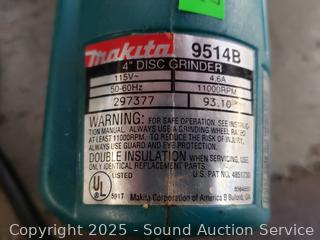 makita 9514B
4" DISC GRINDER
115V~ 4.6A
50-60Hz 11000RPM
297377 93.10
WARNING: FOR SAFE OPERATION, SEE INSTRUC-
TION MANUAL. ALWAYS USE A GRINDING WHEEL RATED
AT LEAST 11000RPM. TO REDUCE THE RISK OF INJURY,
ALWAYS USE GUARD AND EYE PROTECTION.
DOUBLE INSULATION WHEN SERVICING, USE
ONLY IDENTICAL REPLACEMENT PARTS.
U.S. PAT NO.
UL
LISTED
591T
Makita Corporation of America Buford, GA.
Copyright 2025 - Sound Auction Service